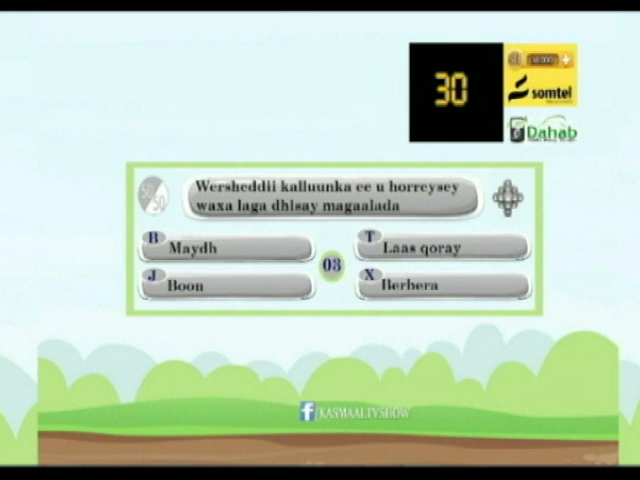 30
somtel
Dahab
50
50
Wersheddii kalluunka ee u horreysey
waxa laga dhisay magaalada
B
Maydh
T
Laas qoray
03
J
Boon
X
Berbera
KASMAALTVSHOW